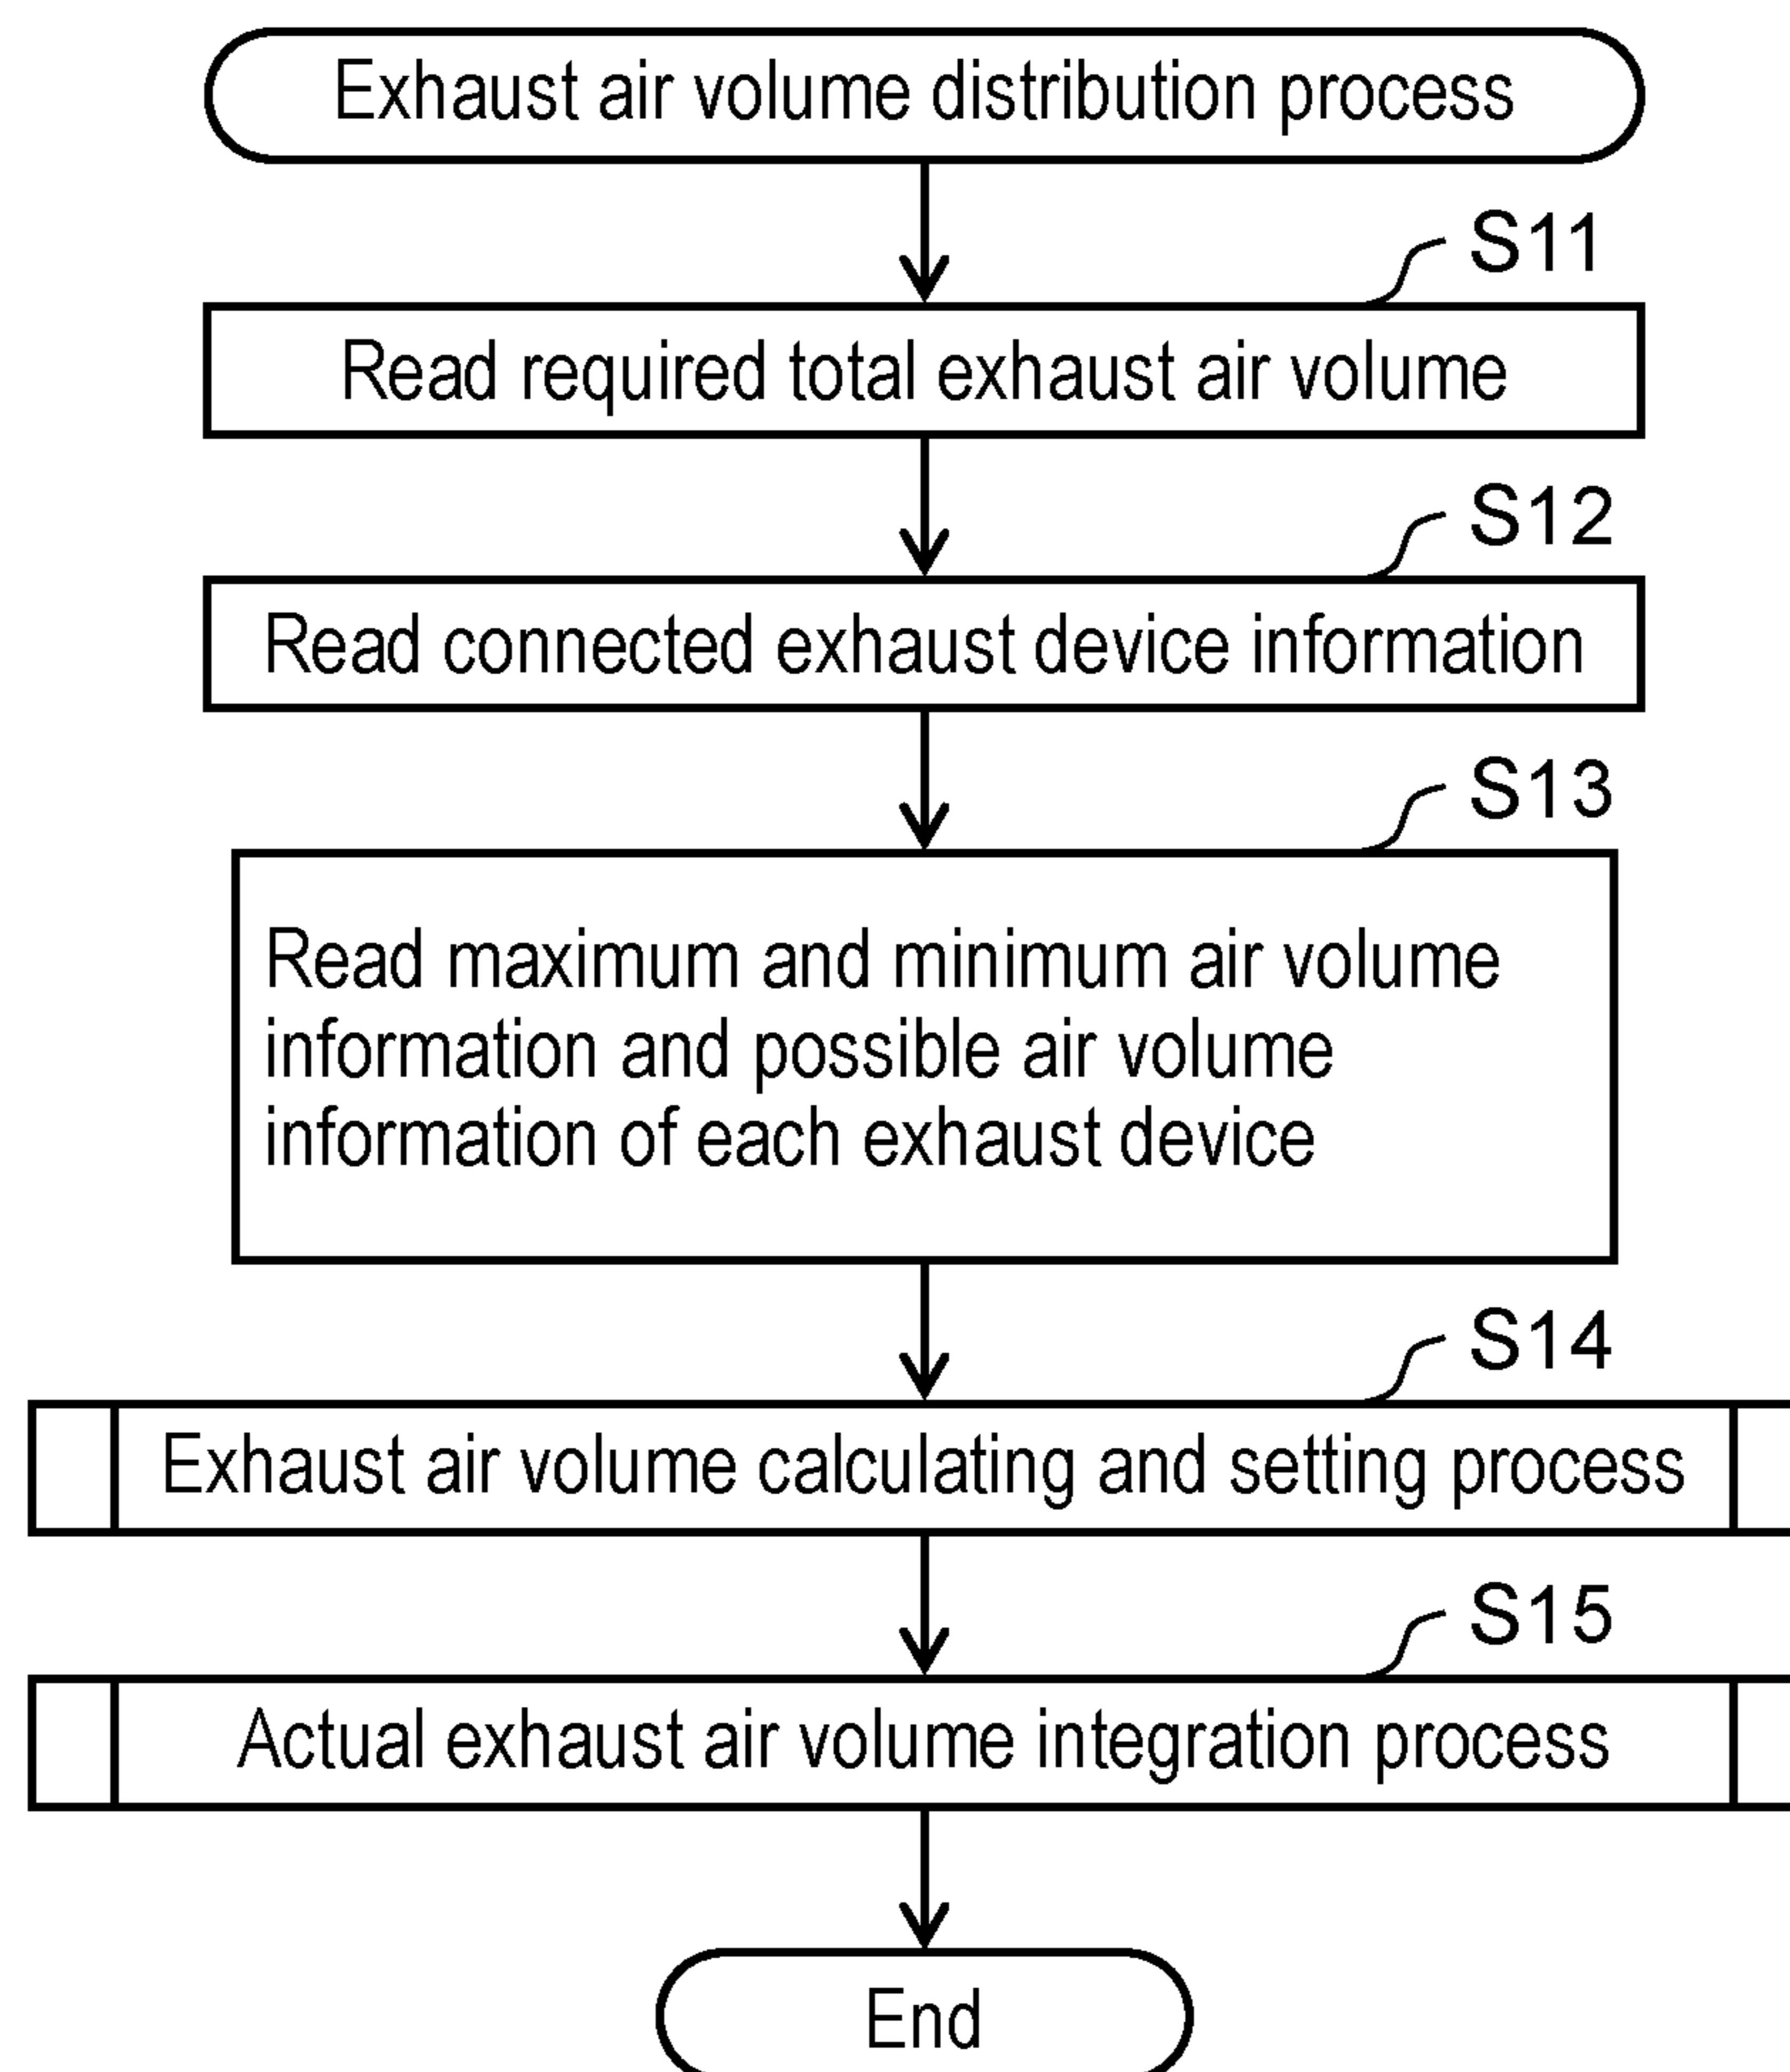 Exhaust air volume distribution process
S11
Read required total exhaust air volume
S12
Read connected exhaust device information
S13
Read maximum and minimum air volume
information and possible air volume
information of each exhaust device
S14
Exhaust air volume calculating and setting process
S15
Actual exhaust air volume integration process
End